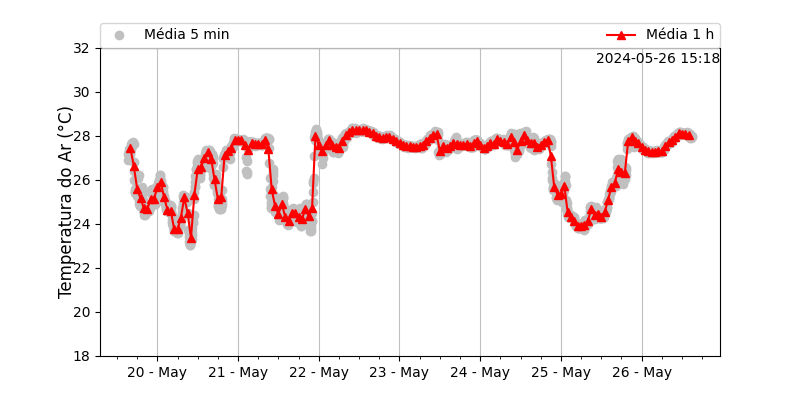 Média 5 min
Média 1 h
2024-05-26 15:18
Temperatura do Ar (°C)
32
30
28
26
24
22
20
18
20 - May
21 - May
22 - May
23 - May
24 - May
25 - May
26 - May